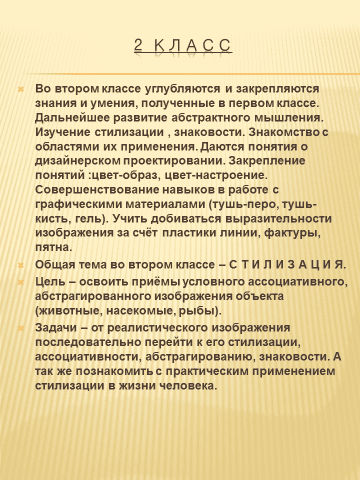 2 КЛАСС
Во втором классе углубляются и закрепляются
знания и умения, полученные в первом классе.
Дальнейшее развитие абстрактного мышления.
Изучение стилизации , знаковости. Знакомство с
областями их применения. Даются понятия о
дизайнерском проектировании. Закрепление
понятий :цвет-образ, цвет-настроение.
Совершенствование навыков в работе с
графическими материалами (тушь-перо, тушь-
кисть, гель). Учить добиваться выразительности
изображения за счёт пластики линии, фактуры,
пятна.
Общая тема во втором классе – С Т И Л И З А Ц И Я.
Цель – освоить приёмы условного ассоциативного,
абстрагированного изображения объекта
(животные, насекомые, рыбы).
Задачи – от реалистического изображения
последовательно перейти к его стилизации,
ассоциативности, абстрагированию, знаковости. А
так же познакомить с практическим применением
стилизации в жизни человека.